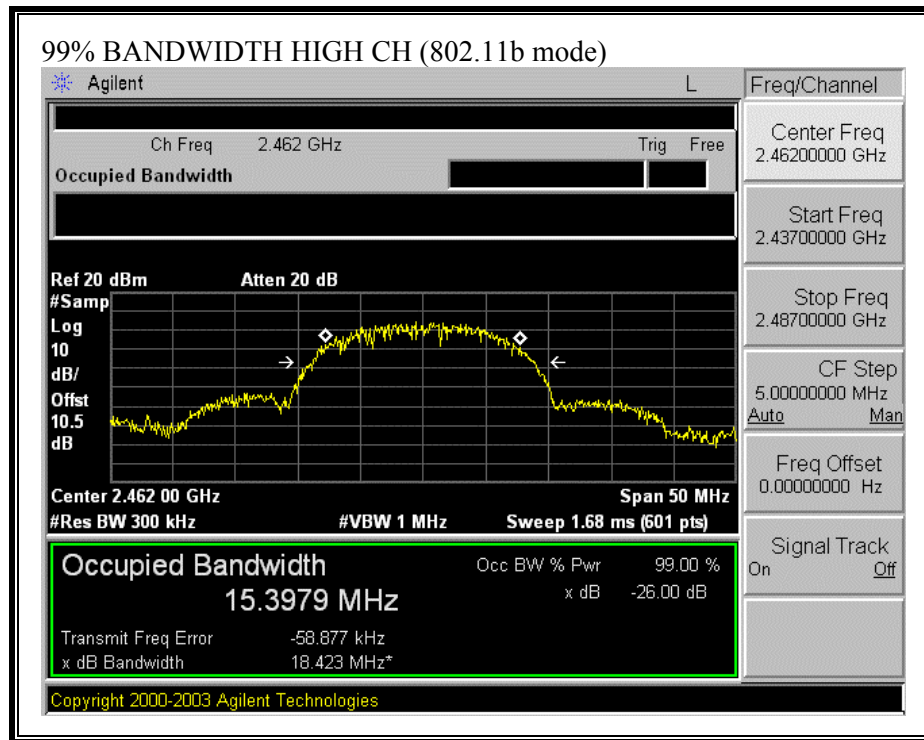 99% BANDWIDTH HIGH CH (802.11b mode)
Agilent L Freq/Channel
Ch Freq 2.462 GHz Trig Free
Occupied Bandwidth
Center Freq
2.46200000 GHz
Start Freq
2.43700000 GHz
Stop Freq
2.48700000 GHz
CF Step
5.00000000 MHz
Auto Man
Freq Offset
0.00000000 Hz
Signal Track
On Off
Ref 20 dBm Atten 20 dB
#Samp
Log
10
dB/
Offst
10.5
dB
Center 2.462 00 GHz Span 50 MHz
#Res BW 300 kHz #VBW 1 MHz Sweep 1.68 ms (601 pts)
Occupied Bandwidth Occ BW % Pwr 99.00 %
15.3979 MHz x dB -26.00 dB
Transmit Freq Error -58.877 kHz
x dB Bandwidth 18.423 MHz*
Copyright 2000-2003 Agilent Technologies